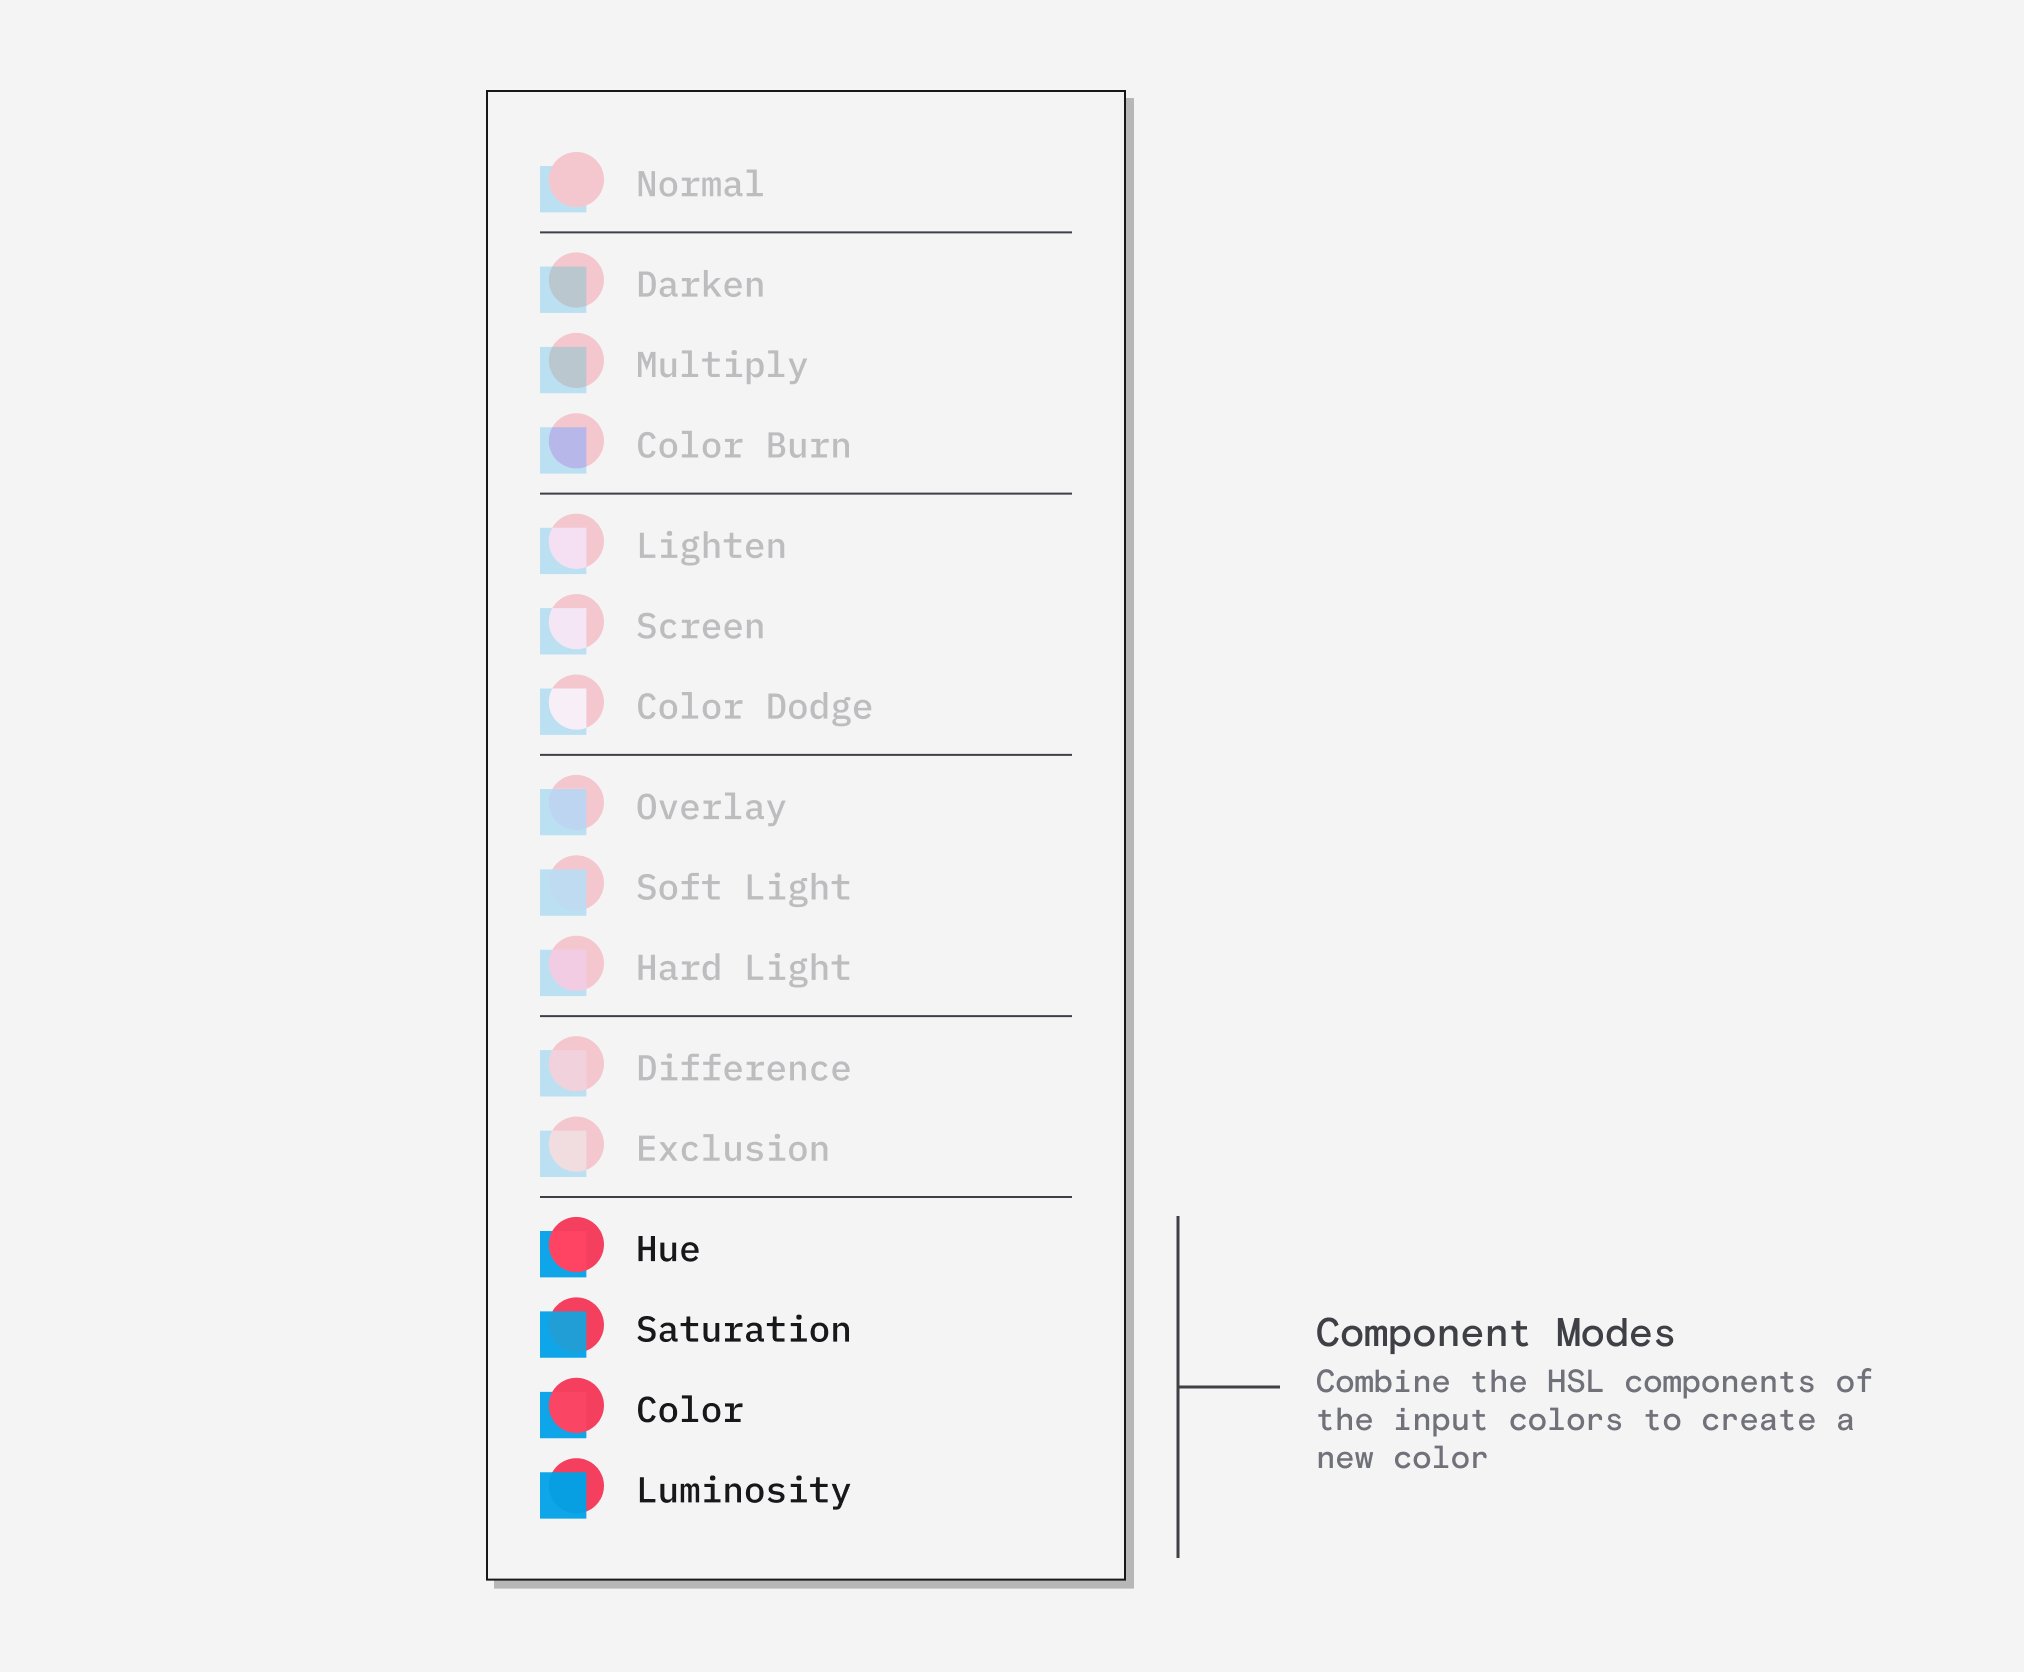 Normal
Darken
Multiply
Color Burn
Lighten
Screen
Color Dodge
Overlay
Soft Light
Hard Light
Difference
Exclusion
Hue
Saturation
Color
Luminosity
Component Modes
Combine the HSL components of
the input colors to create a
new color